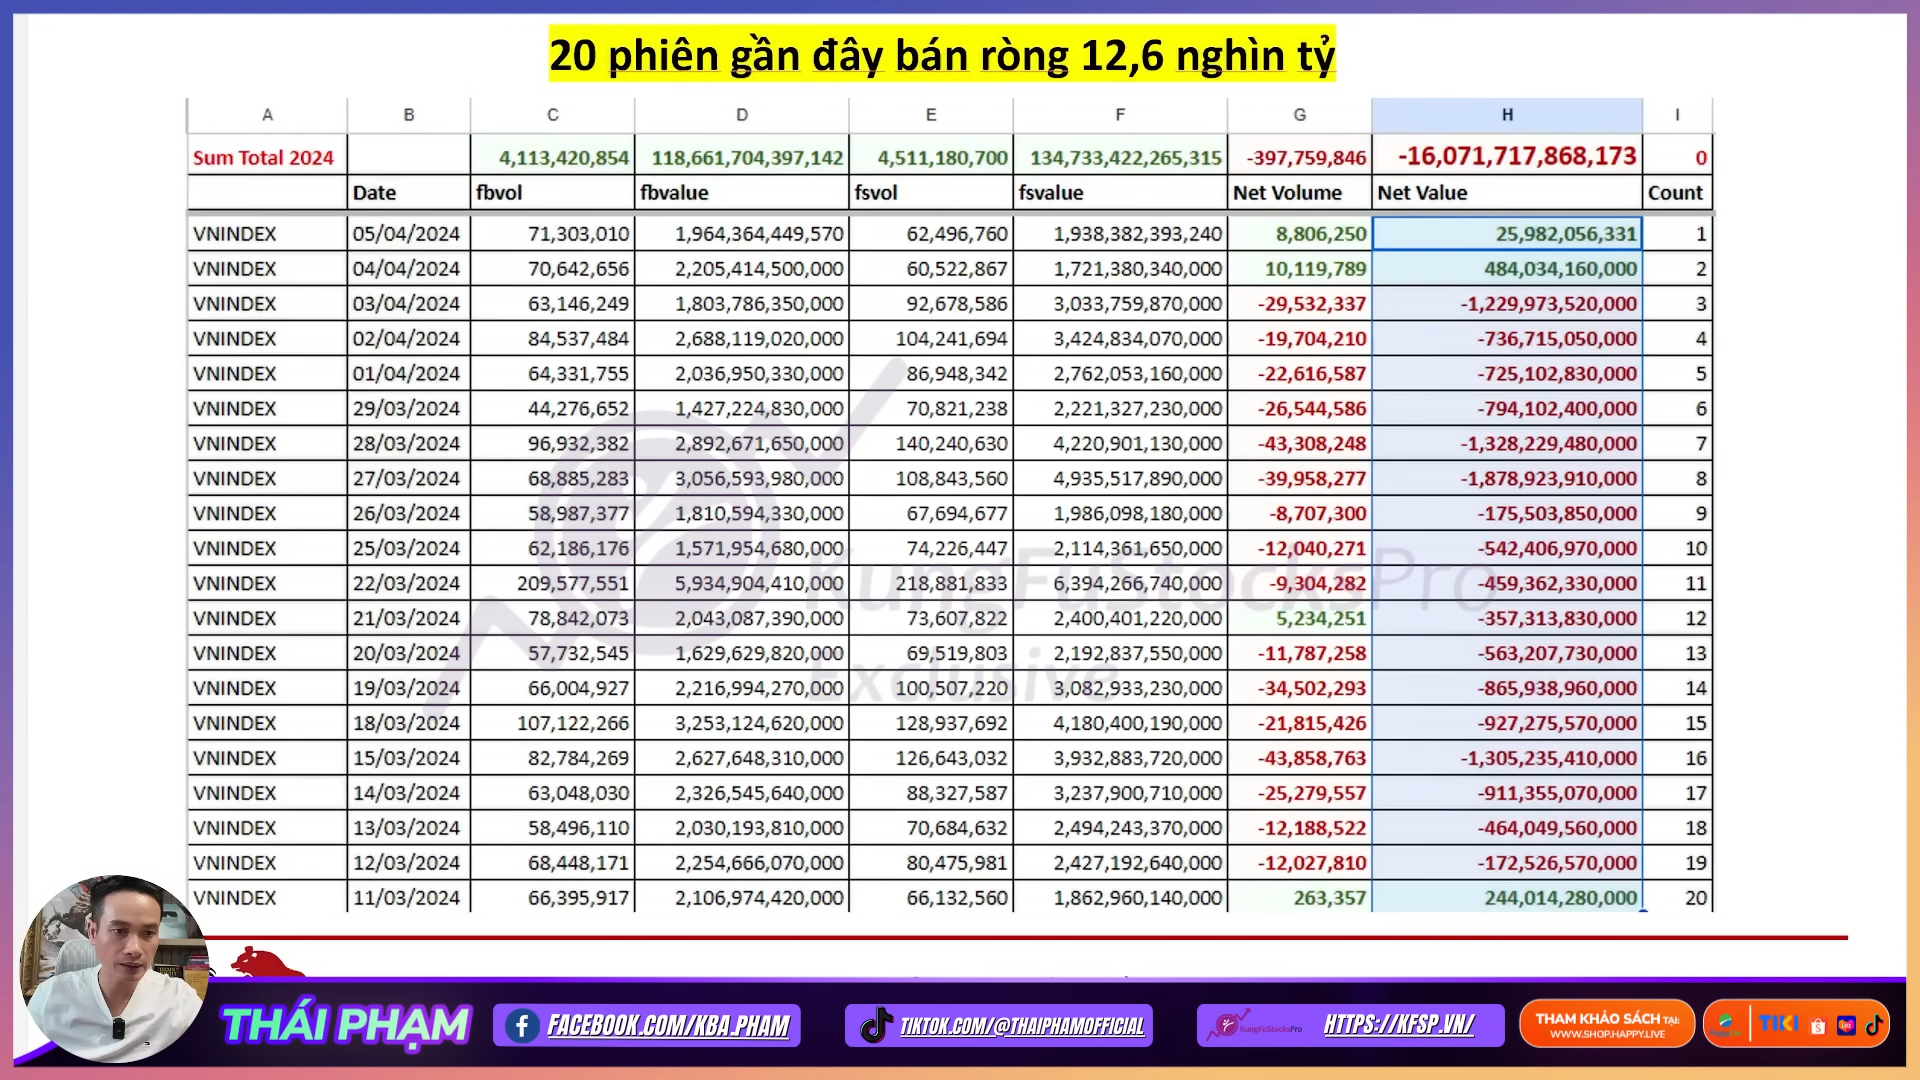 20 phiên gần đây bán ròng 12,6 nghìn tỷ
A B C D E F G H I
Sum Total 2024 4,113,420,854 118,661,704,397,142 4,511,180,700 134,733,422,265,315 -397,759,846 -16,071,717,868,173 0
Date fbvol fbvalue fsvol fsvalue Net Volume Net Value Count
VNINDEX 05/04/2024 71,303,010 1,964,364,449,570 62,496,760 1,938,382,393,240 8,806,250 25,982,056,331 1
VNINDEX 04/04/2024 70,642,656 2,205,414,500,000 60,522,867 1,721,380,340,000 10,119,789 484,034,160,000 2
VNINDEX 03/04/2024 63,146,249 1,803,786,350,000 92,678,586 3,033,759,870,000 -29,532,337 -1,229,973,520,000 3
VNINDEX 02/04/2024 84,537,484 2,688,119,020,000 104,241,694 3,424,834,070,000 -19,704,210 -736,715,050,000 4
VNINDEX 01/04/2024 64,331,755 2,036,950,330,000 86,948,342 2,762,053,160,000 -22,616,587 -725,102,830,000 5
VNINDEX 29/03/2024 44,276,652 1,427,224,830,000 70,821,238 2,221,327,230,000 -26,544,586 -794,102,400,000 6
VNINDEX 28/03/2024 96,932,382 2,892,671,650,000 140,240,630 4,220,901,130,000 -43,308,248 -1,328,229,480,000 7
VNINDEX 27/03/2024 68,885,283 3,056,593,980,000 108,843,560 4,935,517,890,000 -39,958,277 -1,878,923,910,000 8
VNINDEX 26/03/2024 58,987,377 1,810,594,330,000 67,694,677 1,986,098,180,000 -8,707,300 -175,503,850,000 9
VNINDEX 25/03/2024 62,186,176 1,571,954,680,000 74,226,447 2,114,361,650,000 -12,040,271 -542,406,970,000 10
VNINDEX 22/03/2024 209,577,551 5,934,904,410,000 218,881,833 6,394,266,740,000 -9,304,282 -459,362,330,000 11
VNINDEX 21/03/2024 78,842,073 2,043,087,390,000 73,607,822 2,400,401,220,000 5,234,251 -357,313,830,000 12
VNINDEX 20/03/2024 57,732,545 1,629,629,820,000 69,519,803 2,192,837,550,000 -11,787,258 -563,207,730,000 13
VNINDEX 19/03/2024 66,004,927 2,216,994,270,000 100,507,220 3,082,933,230,000 -34,502,293 -865,938,960,000 14
VNINDEX 18/03/2024 107,122,266 3,253,124,620,000 128,937,692 4,180,400,190,000 -21,815,426 -927,275,570,000 15
VNINDEX 15/03/2024 82,784,269 2,627,648,310,000 126,643,032 3,932,883,720,000 -43,858,763 -1,305,235,410,000 16
VNINDEX 14/03/2024 63,048,030 2,326,545,640,000 88,327,587 3,237,900,710,000 -25,279,557 -911,355,070,000 17
VNINDEX 13/03/2024 58,496,110 2,030,193,810,000 70,684,632 2,494,243,370,000 -12,188,522 -464,049,560,000 18
VNINDEX 12/03/2024 68,448,171 2,254,666,070,000 80,475,981 2,427,192,640,000 -12,027,810 -172,526,570,000 19
VNINDEX 11/03/2024 66,395,917 2,106,974,420,000 66,132,560 1,862,960,140,000 263,357 244,014,280,000 20
KungFuStocksPro
Exclusive
THÁI PHẠM
FACEBOOK.COM/KBA.PHAM
TIKTOK.COM/@THAIPHAMOFFICIAL
KungFuStocksPro
HTTPS://KFSP.VN/
THAM KHẢO SÁCH TẠI:
WWW.SHOP.HAPPY.LIVE
TIKI